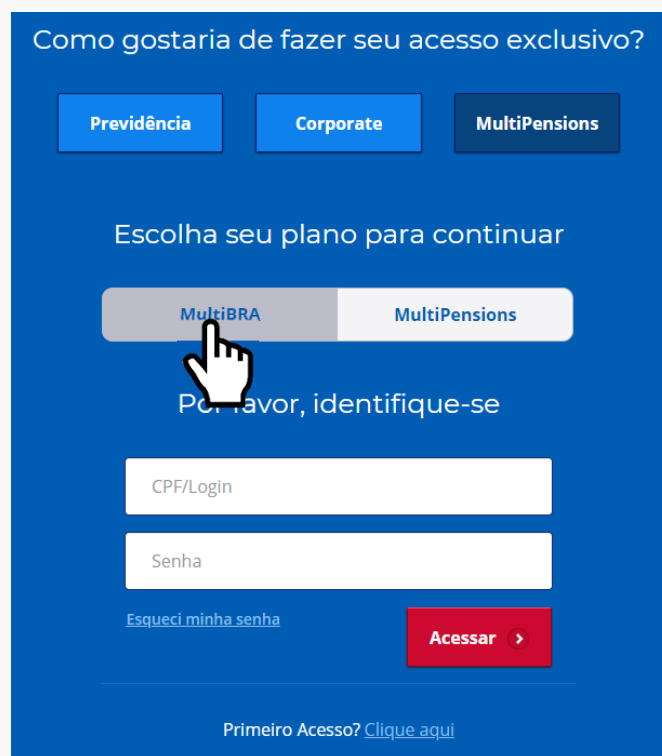 Como gostaria de fazer seu acesso exclusivo?
Previdência Corporate MultiPensions
Escolha seu plano para continuar
MultiBRA MultiPensions
Por favor, identifique-se
CPF/Login
Senha
Esqueci minha senha
Acessar
Primeiro Acesso? Clique aqui